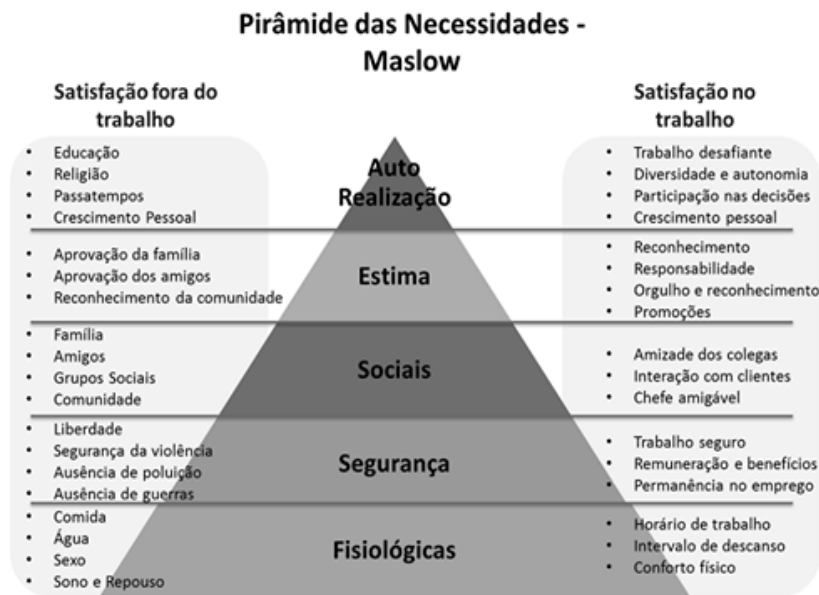 Pirâmide das Necessidades -
Maslow
Satisfação fora do
trabalho
• Educação
• Religião
• Passatempos
• Crescimento Pessoal
• Aprovação da família
• Aprovação dos amigos
• Reconhecimento da comunidade
• Família
• Amigos
• Grupos Sociais
• Comunidade
• Liberdade
• Segurança da violência
• Ausência de poluição
• Ausência de guerras
• Comida
• Água
• Sexo
• Sono e Repouso
Auto
Realização
Estima
Sociais
Segurança
Fisiológicas
Satisfação no
trabalho
• Trabalho desafiante
• Diversidade e autonomia
• Participação nas decisões
• Crescimento pessoal
• Reconhecimento
• Responsabilidade
• Orgulho e reconhecimento
• Promoções
• Amizade dos colegas
• Interação com clientes
• Chefe amigável
• Trabalho seguro
• Remuneração e benefícios
• Permanência no emprego
• Horário de trabalho
• Intervalo de descanso
• Conforto físico